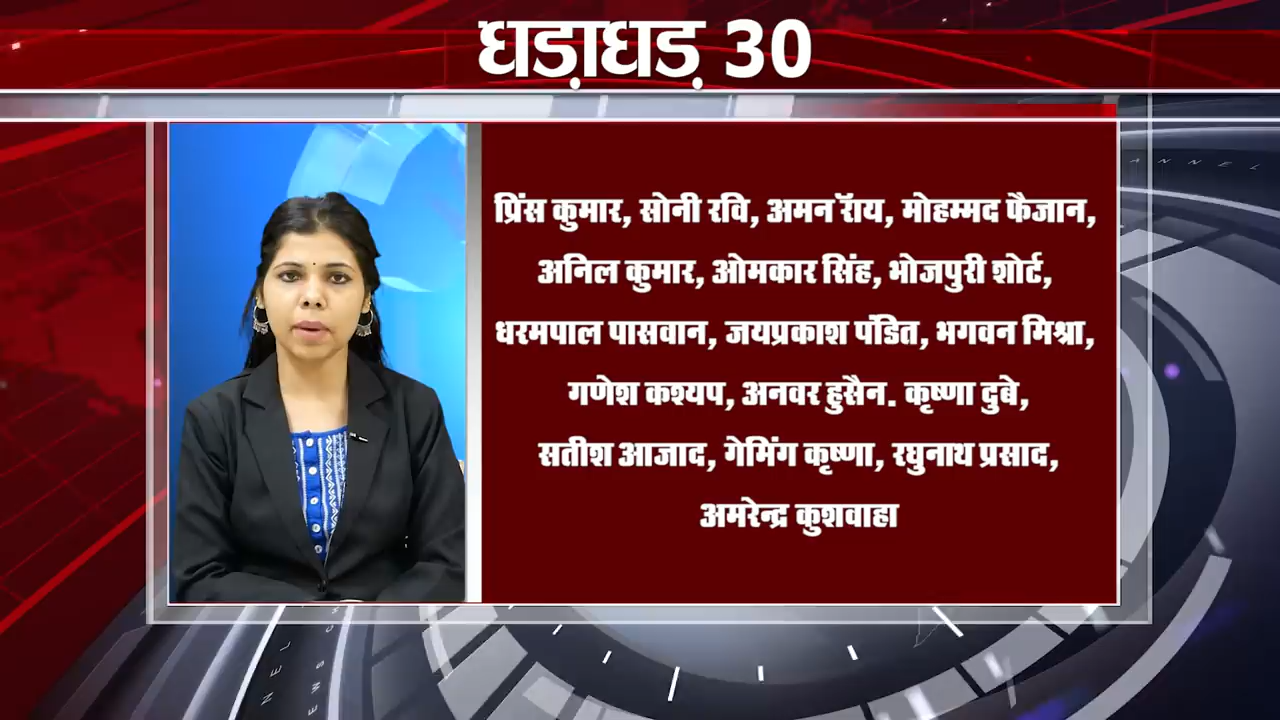 धड़ाधड़ 30
प्रिंस कुमार, सोनी रवि, अमन रॉय, मोहम्मद फैजान,
अनिल कुमार, ओमकार सिंह, भोजपुरी शोर्ट,
धरमपाल पासवान, जयप्रकाश पंडित, भगवन मिश्रा,
गणेश कश्यप, अनवर हुसैन. कृष्णा दुबे,
सतीश आजाद, गेमिंग कृष्णा, रघुनाथ प्रसाद,
अमरेन्द्र कुशवाहा